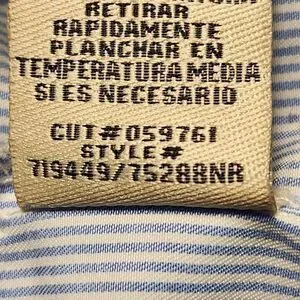 RETIRAR
RAPIDAMENTE
PLANCHAR EN
TEMPERATURA MEDIA
SI ES NECESARIO
CUT# 059761
STYLE#
719449/75288NR